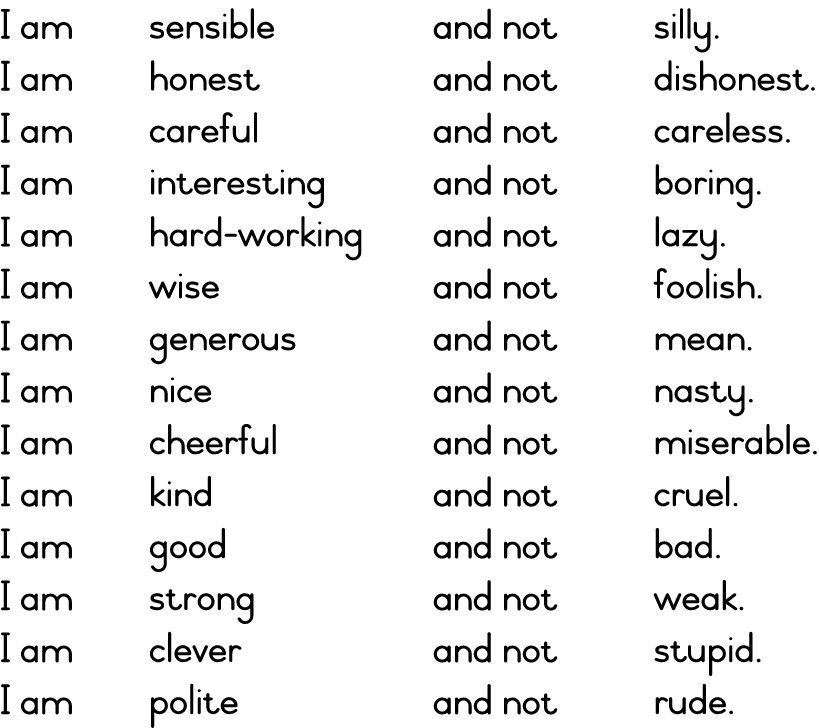 I am sensible and not silly.
I am honest and not dishonest.
I am careful and not careless.
I am interesting and not boring.
I am hard-working and not lazy.
I am wise and not foolish.
I am generous and not mean.
I am nice and not nasty.
I am cheerful and not miserable.
I am kind and not cruel.
I am good and not bad.
I am strong and not weak.
I am clever and not stupid.
I am polite and not rude.